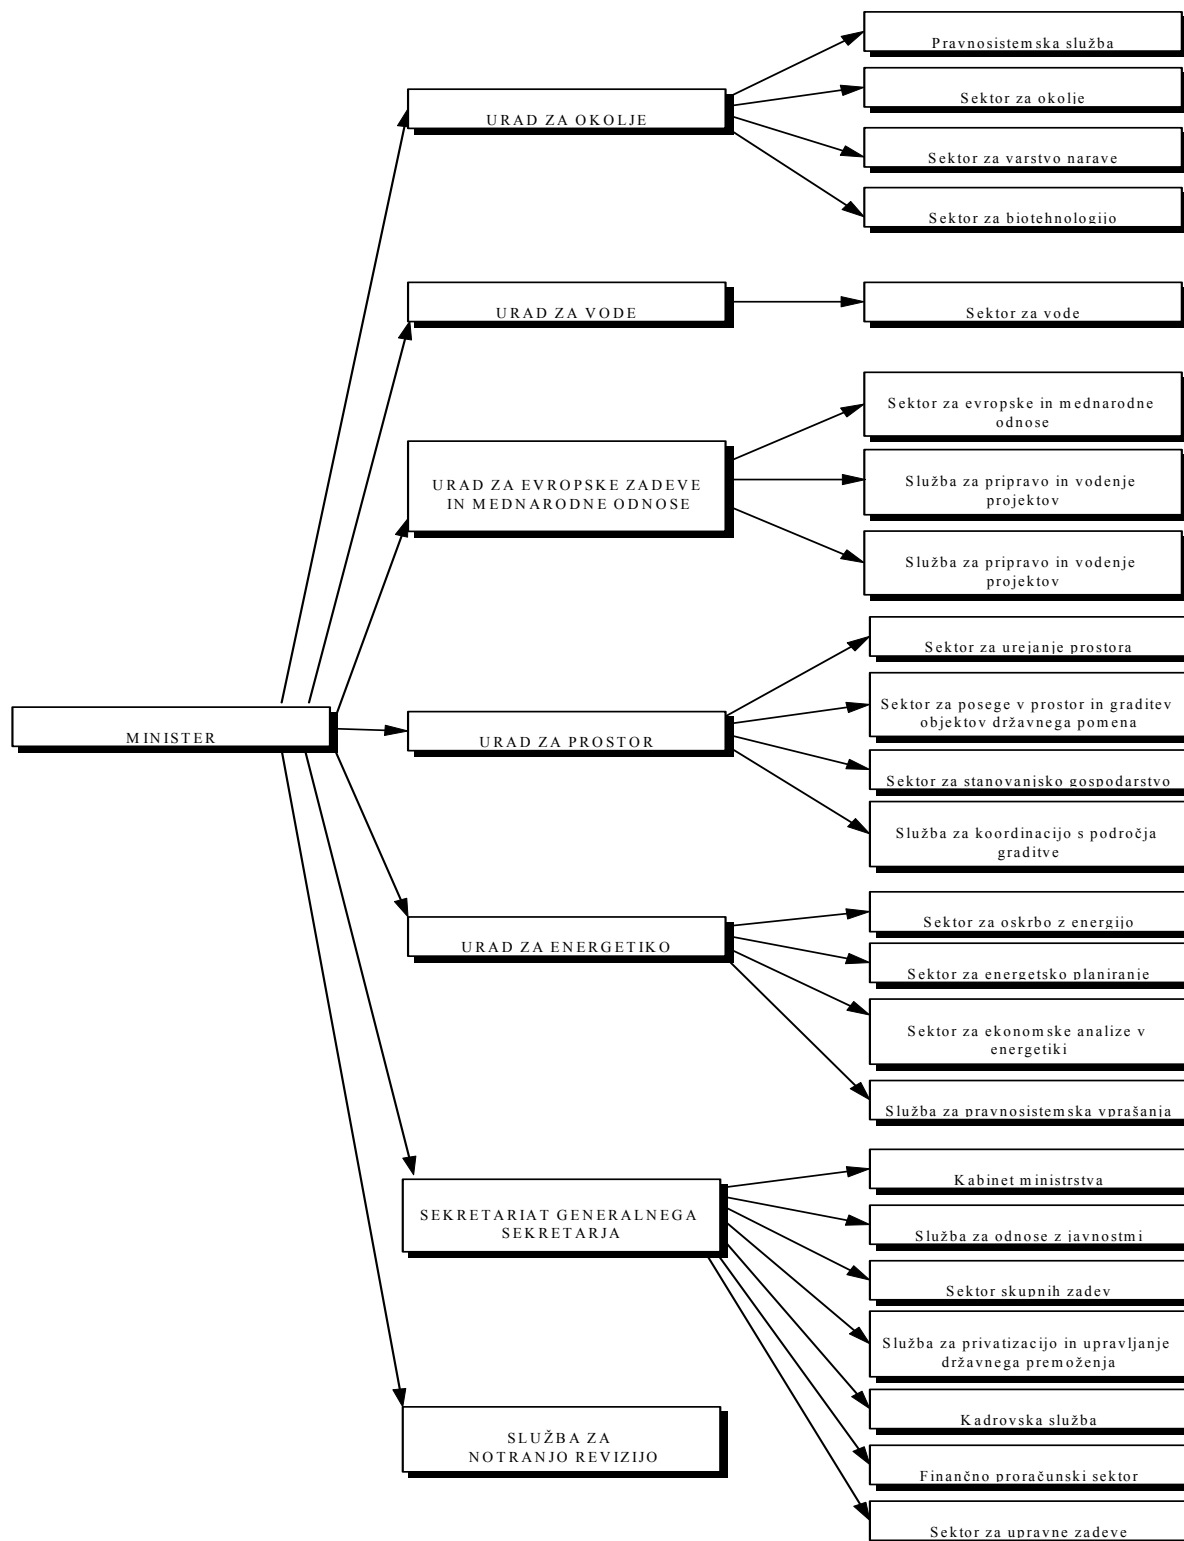 MINISTER
URAD ZA OKOLJE
Pravnosistemska služba
Sektor za okolje
Sektor za varstvo narave
Sektor za biotehnologijo
URAD ZA VODE
Sektor za vode
URAD ZA EVROPSKE ZADEVE
IN MEDNARODNE ODNOSE
Sektor za evropske in mednarodne
odnose
Služba za pripravo in vodenje
projektov
Služba za pripravo in vodenje
projektov
URAD ZA PROSTOR
Sektor za urejanje prostora
Sektor za posege v prostor in graditev
objektov državnega pomena
Sektor za stanovanjsko gospodarstvo
Služba za koordinacijo s področja
graditve
URAD ZA ENERGETIKO
Sektor za oskrbo z energijo
Sektor za energetsko planiranje
Sektor za ekonomske analize v
energetiki
Služba za pravnosistemska vprašanja
SEKRETARIAT GENERALNEGA
SEKRETARJA
Kabinet ministrstva
Služba za odnose z javnostmi
Sektor skupnih zadev
Služba za privatizacijo in upravljanje
državnega premoženja
Kadrovska služba
Finančno proračunski sektor
Sektor za upravne zadeve
SLUŽBA ZA
NOTRANJO REVIZIJO